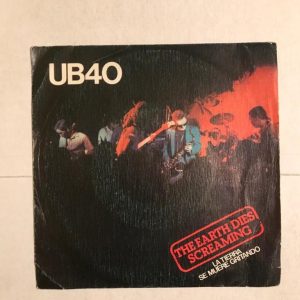 UB40
THE EARTH DIES
SCREAMING
LA TIERRA
SE MUERE GRITANDO